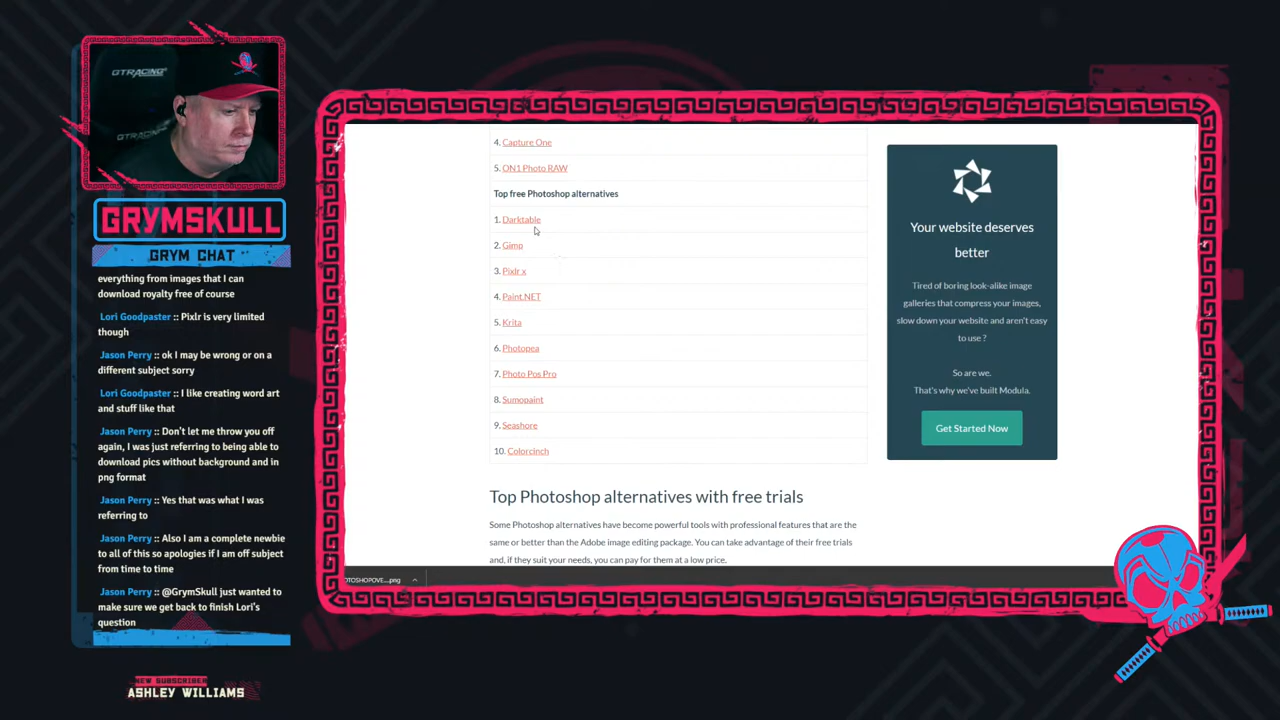 GTRACING
GTRACING
GRYMSKULL
GRYM CHAT
everything from images that I can
download royalty free of course
Lori Goodpaster :: Pixlr is very limited
though
Jason Perry :: ok I may be wrong or on a
different subject sorry
Lori Goodpaster :: I like creating word art
and stuff like that
Jason Perry :: Don't let me throw you off
again, I was just referring to being able to
download pics without background and in
png format
Jason Perry :: Yes that was what I was
referring to
Jason Perry :: Also I am a complete newbie
to all of this so apologies if I am off subject
from time to time
Jason Perry :: @GrymSkull just wanted to
make sure we get back to finish Lori's
question
NEW SUBSCRIBER
ASHLEY WILLIAMS
4. Capture One
5. ON1 Photo RAW
Top free Photoshop alternatives
1. Darktable
2. Gimp
3. Pixlr x
4. Paint.NET
5. Krita
6. Photopea
7. Photo Pos Pro
8. Sumopaint
9. Seashore
10. Colorcinch
Top Photoshop alternatives with free trials
Some Photoshop alternatives have become powerful tools with professional features that are the
same or better than the Adobe image editing package. You can take advantage of their free trials
and, if they suit your needs, you can pay for them at a low price.
OTOSHOPOVE....png
Your website deserves
better
Tired of boring look-alike image
galleries that compress your images,
slow down your website and aren't easy
to use ?
So are we.
That's why we've built Modula.
Get Started Now